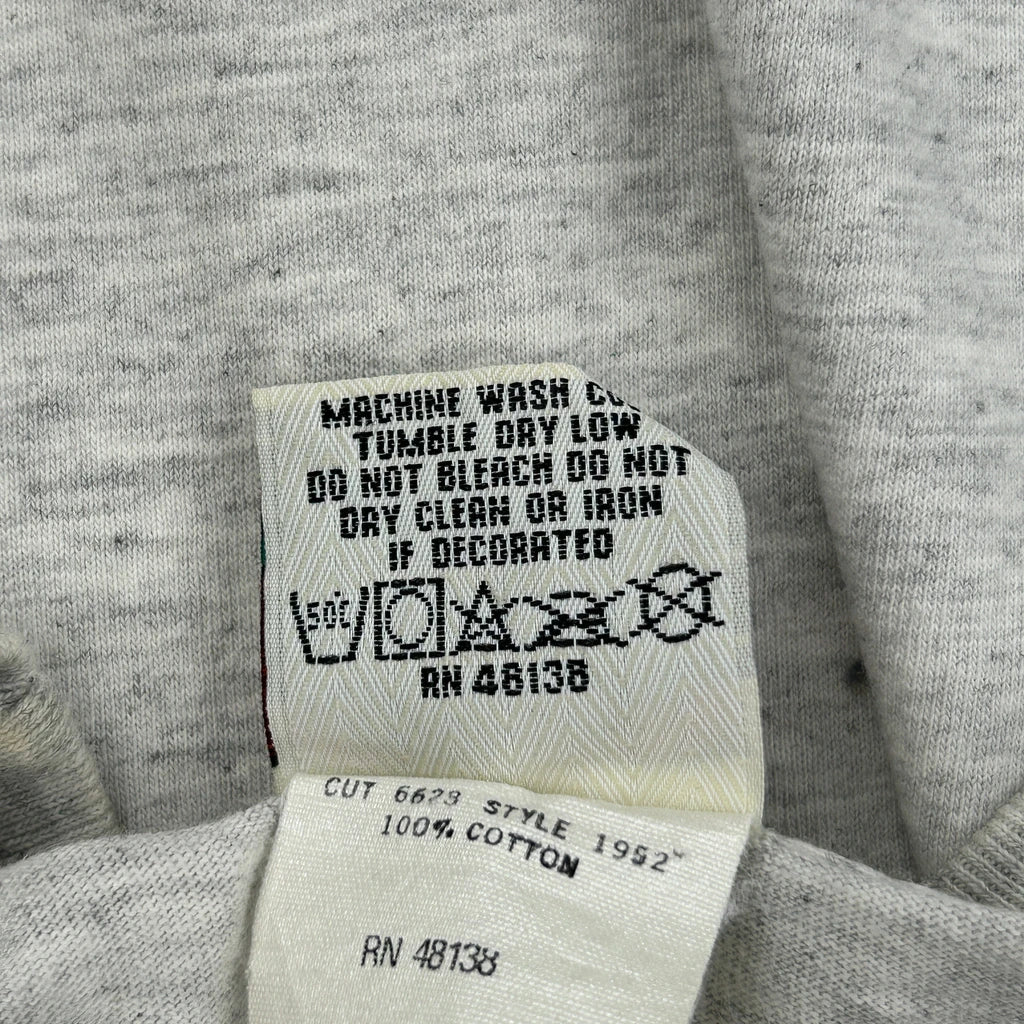 MACHINE WASH
TUMBLE DRY LOW
DO NOT BLEACH DO NOT
DRY CLEAN OR IRON
IF DECORATED
50C
RN 48138
CUT 6623 STYLE 1952
100% COTTON
RN 48138